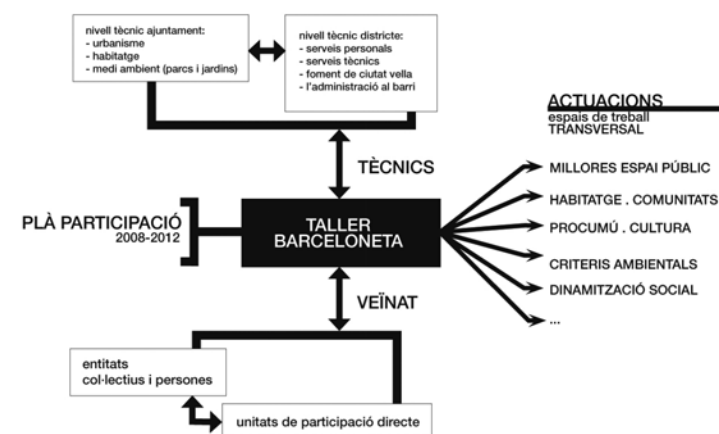 nivell tècnic ajuntament:
- urbanisme
- habitatge
- medi ambient (parcs i jardins)
nivell tècnic districte:
- serveis personals
- serveis tècnics
- foment de ciutat vella
- l'administració al barri
TÈCNICS
PLÀ PARTICIPACIÓ
2008-2012
TALLER
BARCELONETA
VEÏNAT
entitats
col·lectius i persones
unitats de participació directe
ACTUACIONS
espais de treball
TRANSVERSAL
MILLORES ESPAI PÚBLIC
HABITATGE . COMUNITATS
PROCUMÚ . CULTURA
CRITERIS AMBIENTALS
DINAMITZACIÓ SOCIAL
...